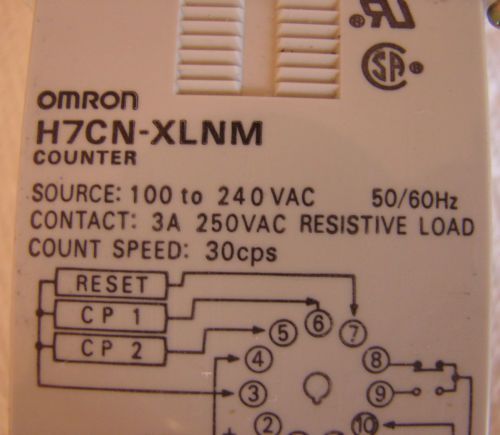 OMRON
H7CN-XLNM
COUNTER
SOURCE: 100 to 240 VAC 50/60Hz
CONTACT: 3A 250VAC RESISTIVE LOAD
COUNT SPEED: 30cps
RESET
CP 1
CP 2
6
5 7
4 8
3 9
2 10